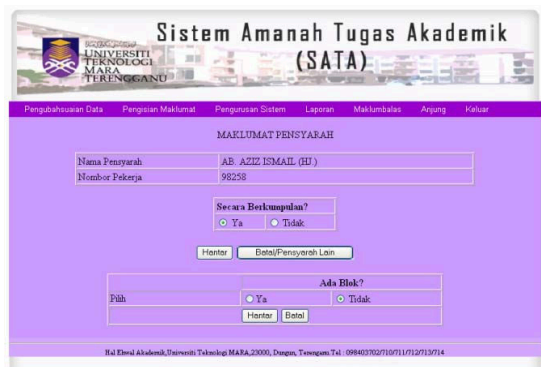 Sistem Amanah Tugas Akademik
(SATA)
UNIVERSITI
TEKNOLOGI
MARA
TERENGGANU
Pengubahsuaian Data Pengisian Maklumat Pengurusan Sistem Laporan Maklumbalas Anjung Keluar
MAKLUMAT PENSYARAH
Nama Pensyarah AB. AZIZ ISMAIL (HJ.)
Nombor Pekerja 98258
Secara Berkumpulan?
Ya Tidak
Hantar Batal/Pensyarah Lain
Ada Blok?
Pilih Ya Tidak
Hantar Batal
Hal Ehwal Akademik,Universiti Teknologi MARA,23000, Dungun, Terengganu.Tel : 098403702/710/711/712/713/714